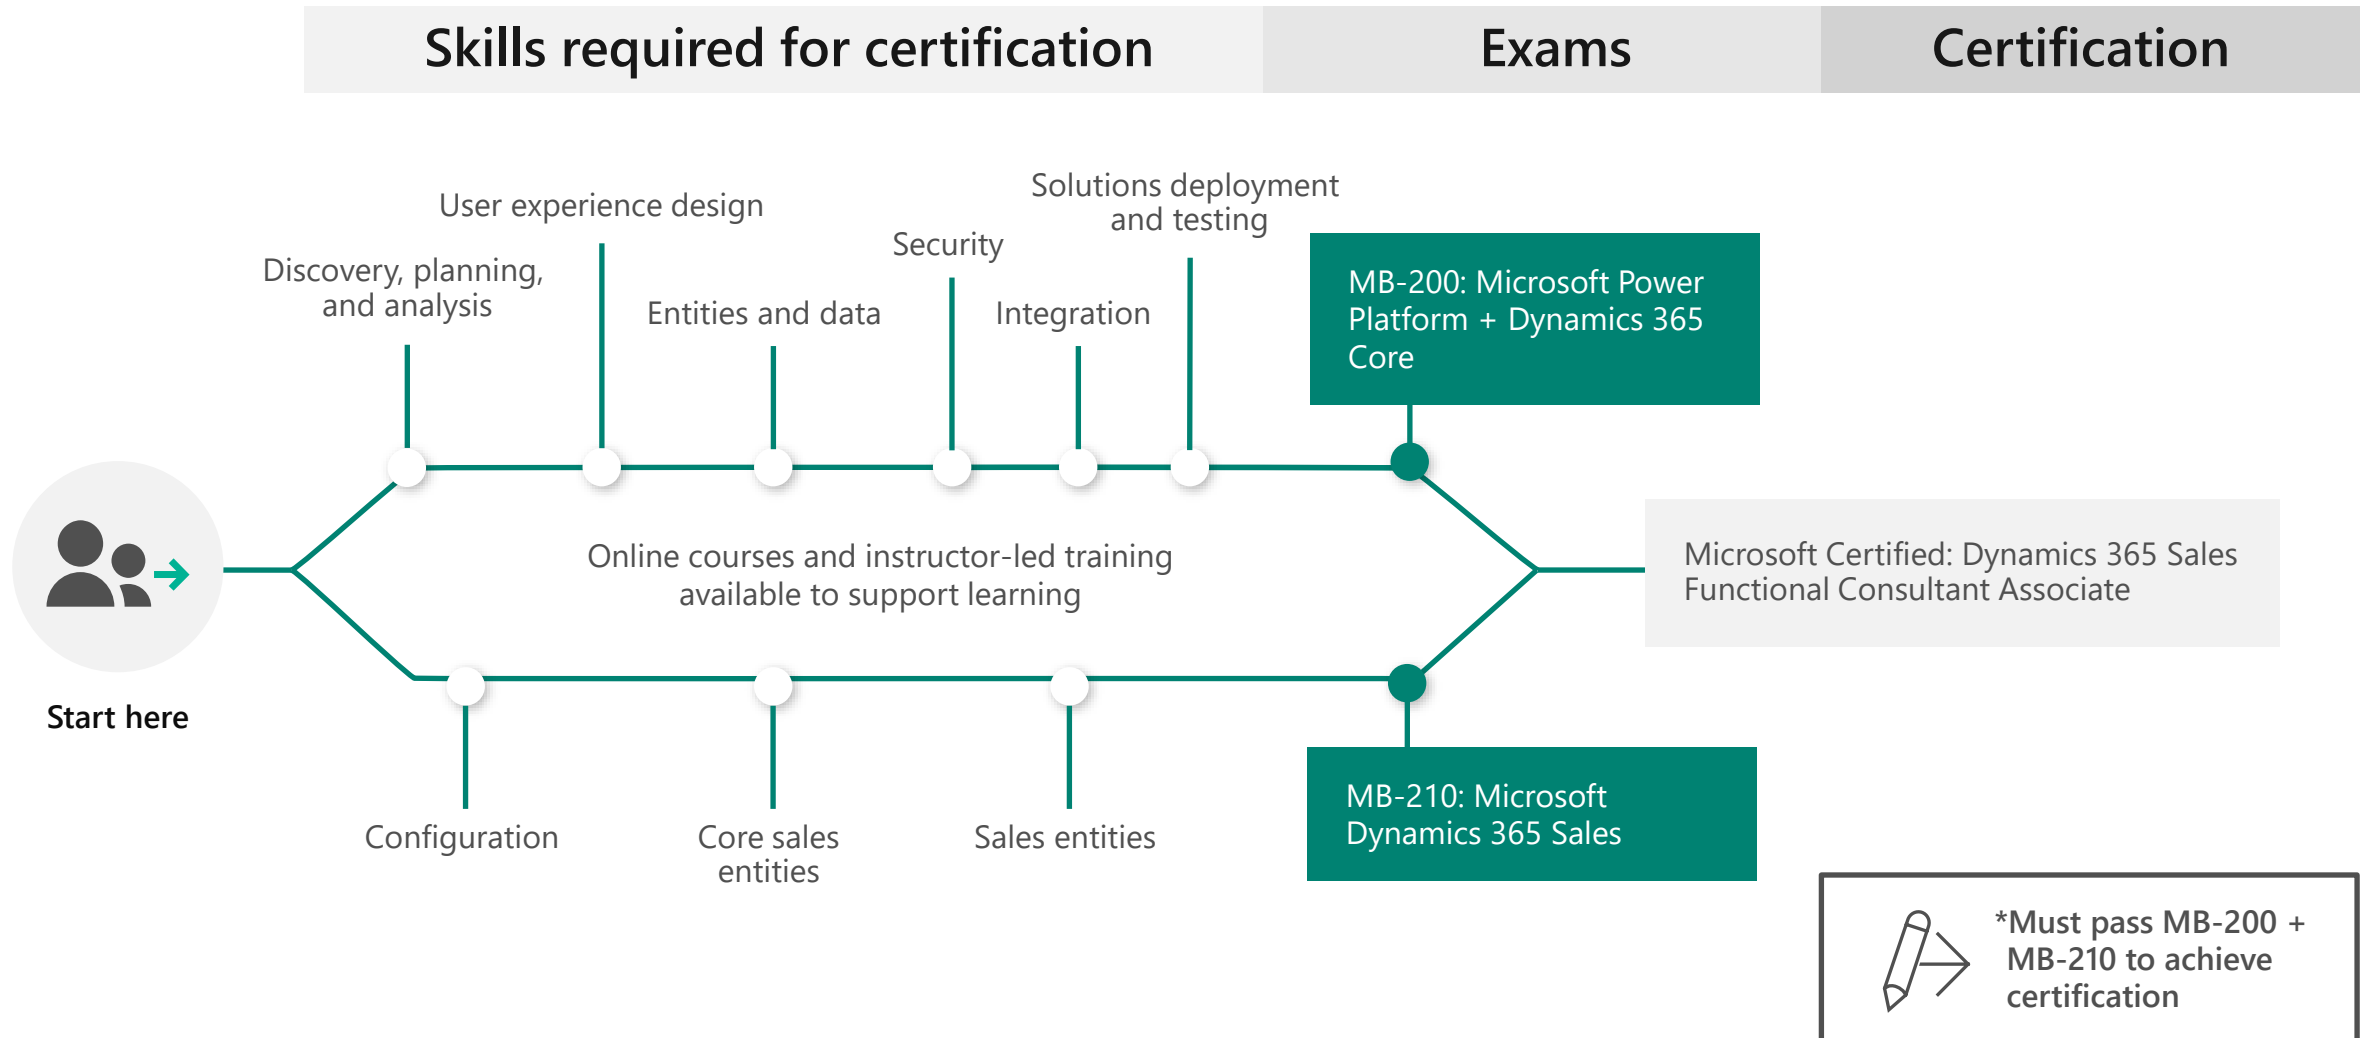 Skills required for certification
Exams
Certification
User experience design
Solutions deployment
and testing
Security
Discovery, planning,
and analysis
Entities and data
Integration
MB-200: Microsoft Power
Platform + Dynamics 365
Core
Online courses and instructor-led training
available to support learning
Microsoft Certified: Dynamics 365 Sales
Functional Consultant Associate
Start here
Configuration
Core sales
entities
Sales entities
MB-210: Microsoft
Dynamics 365 Sales
*Must pass MB-200 +
MB-210 to achieve
certification